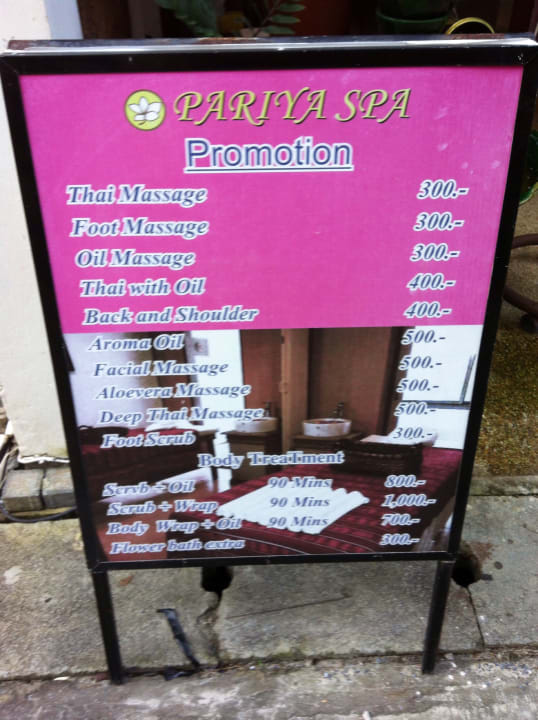 PARIYA SPA
Promotion
Thai Massage 300.-
Foot Massage 300.-
Oil Massage 300.-
Thai with Oil 400.-
Back and Shoulder 400.-
Aroma Oil 500.-
Facial Massage 500.-
Aloevera Massage 500.-
Deep Thai Massage 500.-
Foot Scrub 300.-
Body TreaTment
Scrvb + Oil 90 Mins 800.-
Scrub + Wrap 90 Mins 1,000.-
Body Wrap + Oil 90 Mins 700.-
Flower bath extra 300.-